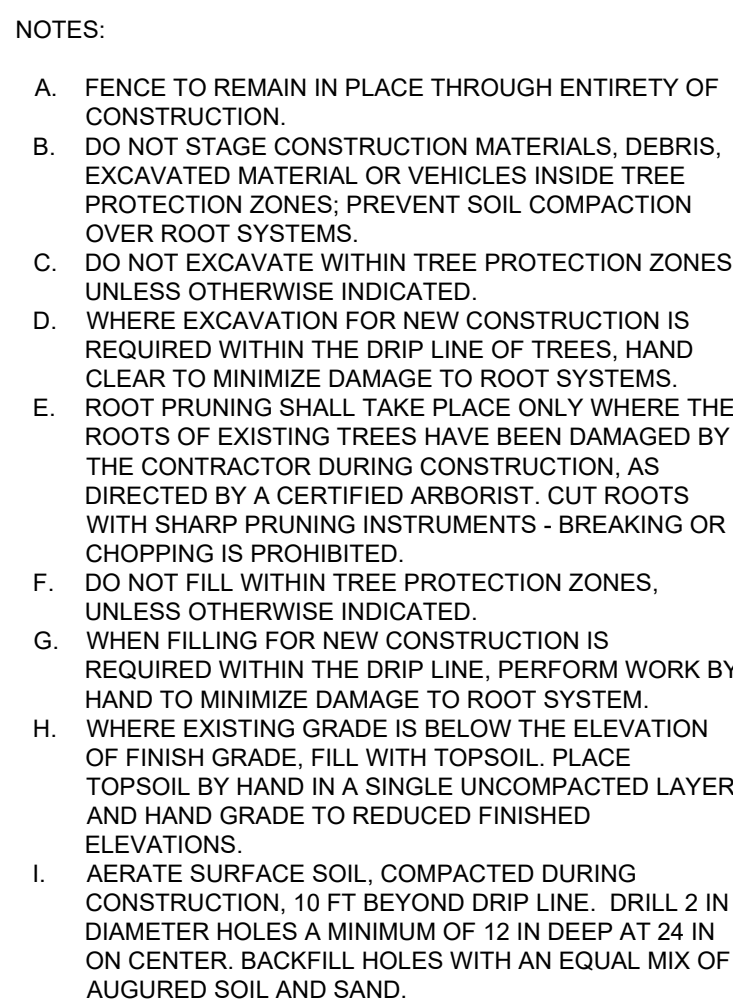 NOTES:
A. FENCE TO REMAIN IN PLACE THROUGH ENTIRETY OF
CONSTRUCTION.
B. DO NOT STAGE CONSTRUCTION MATERIALS, DEBRIS,
EXCAVATED MATERIAL OR VEHICLES INSIDE TREE
PROTECTION ZONES; PREVENT SOIL COMPACTION
OVER ROOT SYSTEMS.
C. DO NOT EXCAVATE WITHIN TREE PROTECTION ZONES
UNLESS OTHERWISE INDICATED.
D. WHERE EXCAVATION FOR NEW CONSTRUCTION IS
REQUIRED WITHIN THE DRIP LINE OF TREES, HAND
CLEAR TO MINIMIZE DAMAGE TO ROOT SYSTEMS.
E. ROOT PRUNING SHALL TAKE PLACE ONLY WHERE THE
ROOTS OF EXISTING TREES HAVE BEEN DAMAGED BY
THE CONTRACTOR DURING CONSTRUCTION, AS
DIRECTED BY A CERTIFIED ARBORIST. CUT ROOTS
WITH SHARP PRUNING INSTRUMENTS - BREAKING OR
CHOPPING IS PROHIBITED.
F. DO NOT FILL WITHIN TREE PROTECTION ZONES,
UNLESS OTHERWISE INDICATED.
G. WHEN FILLING FOR NEW CONSTRUCTION IS
REQUIRED WITHIN THE DRIP LINE, PERFORM WORK BY
HAND TO MINIMIZE DAMAGE TO ROOT SYSTEM.
H. WHERE EXISTING GRADE IS BELOW THE ELEVATION
OF FINISH GRADE, FILL WITH TOPSOIL. PLACE
TOPSOIL BY HAND IN A SINGLE UNCOMPACTED LAYER
AND HAND GRADE TO REDUCED FINISHED
ELEVATIONS.
I. AERATE SURFACE SOIL, COMPACTED DURING
CONSTRUCTION, 10 FT BEYOND DRIP LINE. DRILL 2 IN
DIAMETER HOLES A MINIMUM OF 12 IN DEEP AT 24 IN
ON CENTER. BACKFILL HOLES WITH AN EQUAL MIX OF
AUGURED SOIL AND SAND.